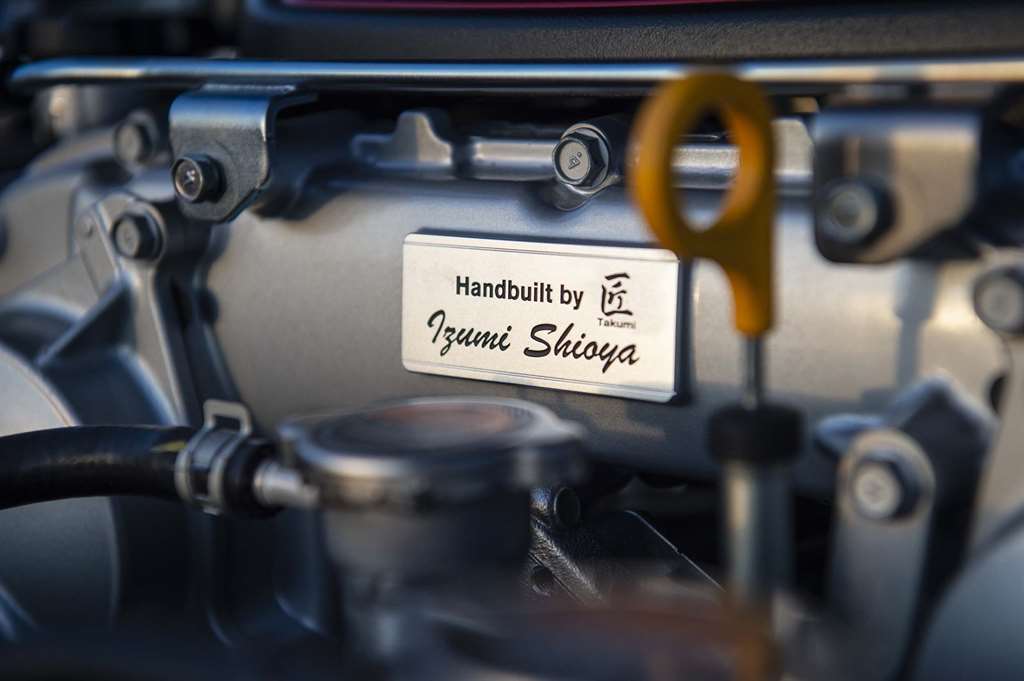 Handbuilt by 匠
Takumi
Izumi Shioya